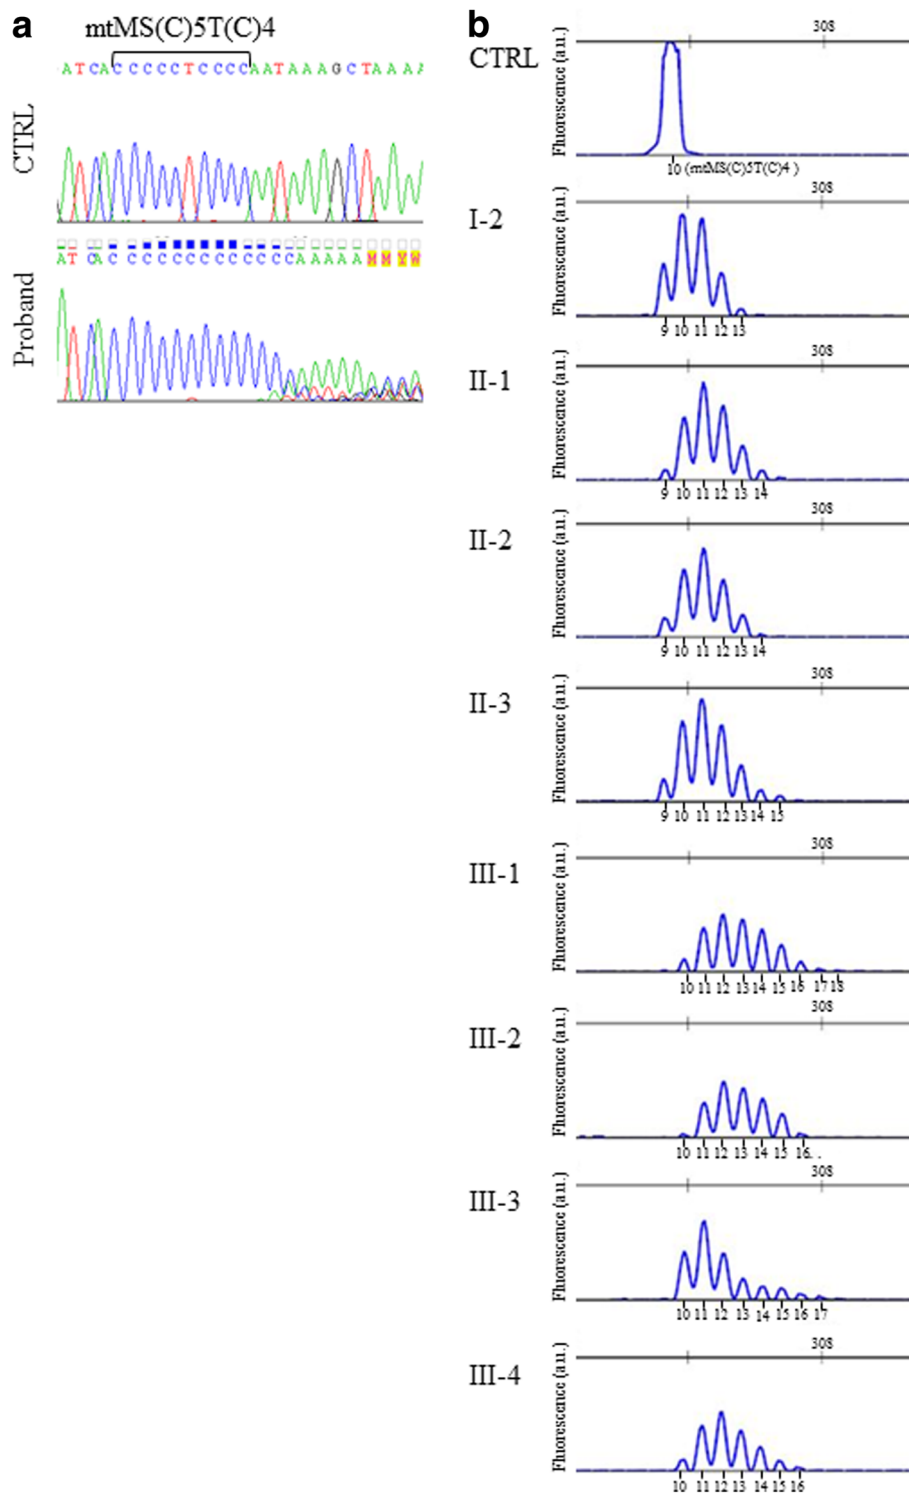 a
mtMS(C)5T(C)4
ATCACCCCCTCCCCAATAAAGCTAAAA
CTRL
AT CACCCCCCCCCCCCCAAAAAMMYW
Proband
b
CTRL
Fluorescence (a.u.)
308
10 (mtMS(C)5T(C)4 )
I-2
Fluorescence (a.u.)
308
9 10 11 12 13
II-1
Fluorescence (a.u.)
308
9 10 11 12 13 14
II-2
Fluorescence (a.u.)
308
9 10 11 12 13 14
II-3
Fluorescence (a.u.)
308
9 10 11 12 13 14 15
III-1
Fluorescence (a.u.)
308
10 11 12 13 14 15 16 17 18
III-2
Fluorescence (a.u.)
308
10 11 12 13 14 15 16. .
III-3
Fluorescence (a.u.)
308
10 11 12 13 14 15 16 17
III-4
Fluorescence (a.u.)
308
10 11 12 13 14 15 16